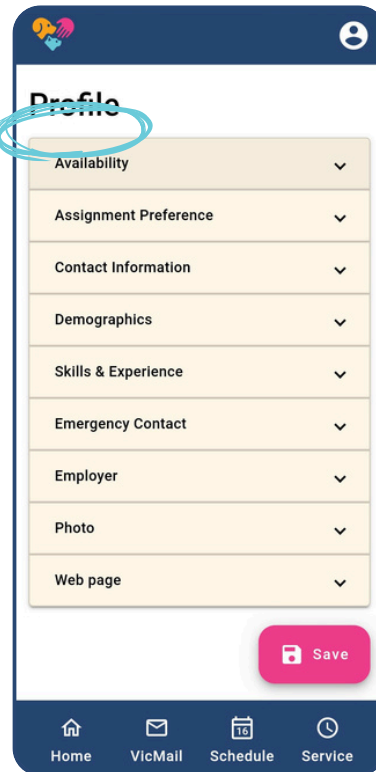 Profile
Availability
Assignment Preference
Contact Information
Demographics
Skills & Experience
Emergency Contact
Employer
Photo
Web page
Save
16
Home VicMail Schedule Service